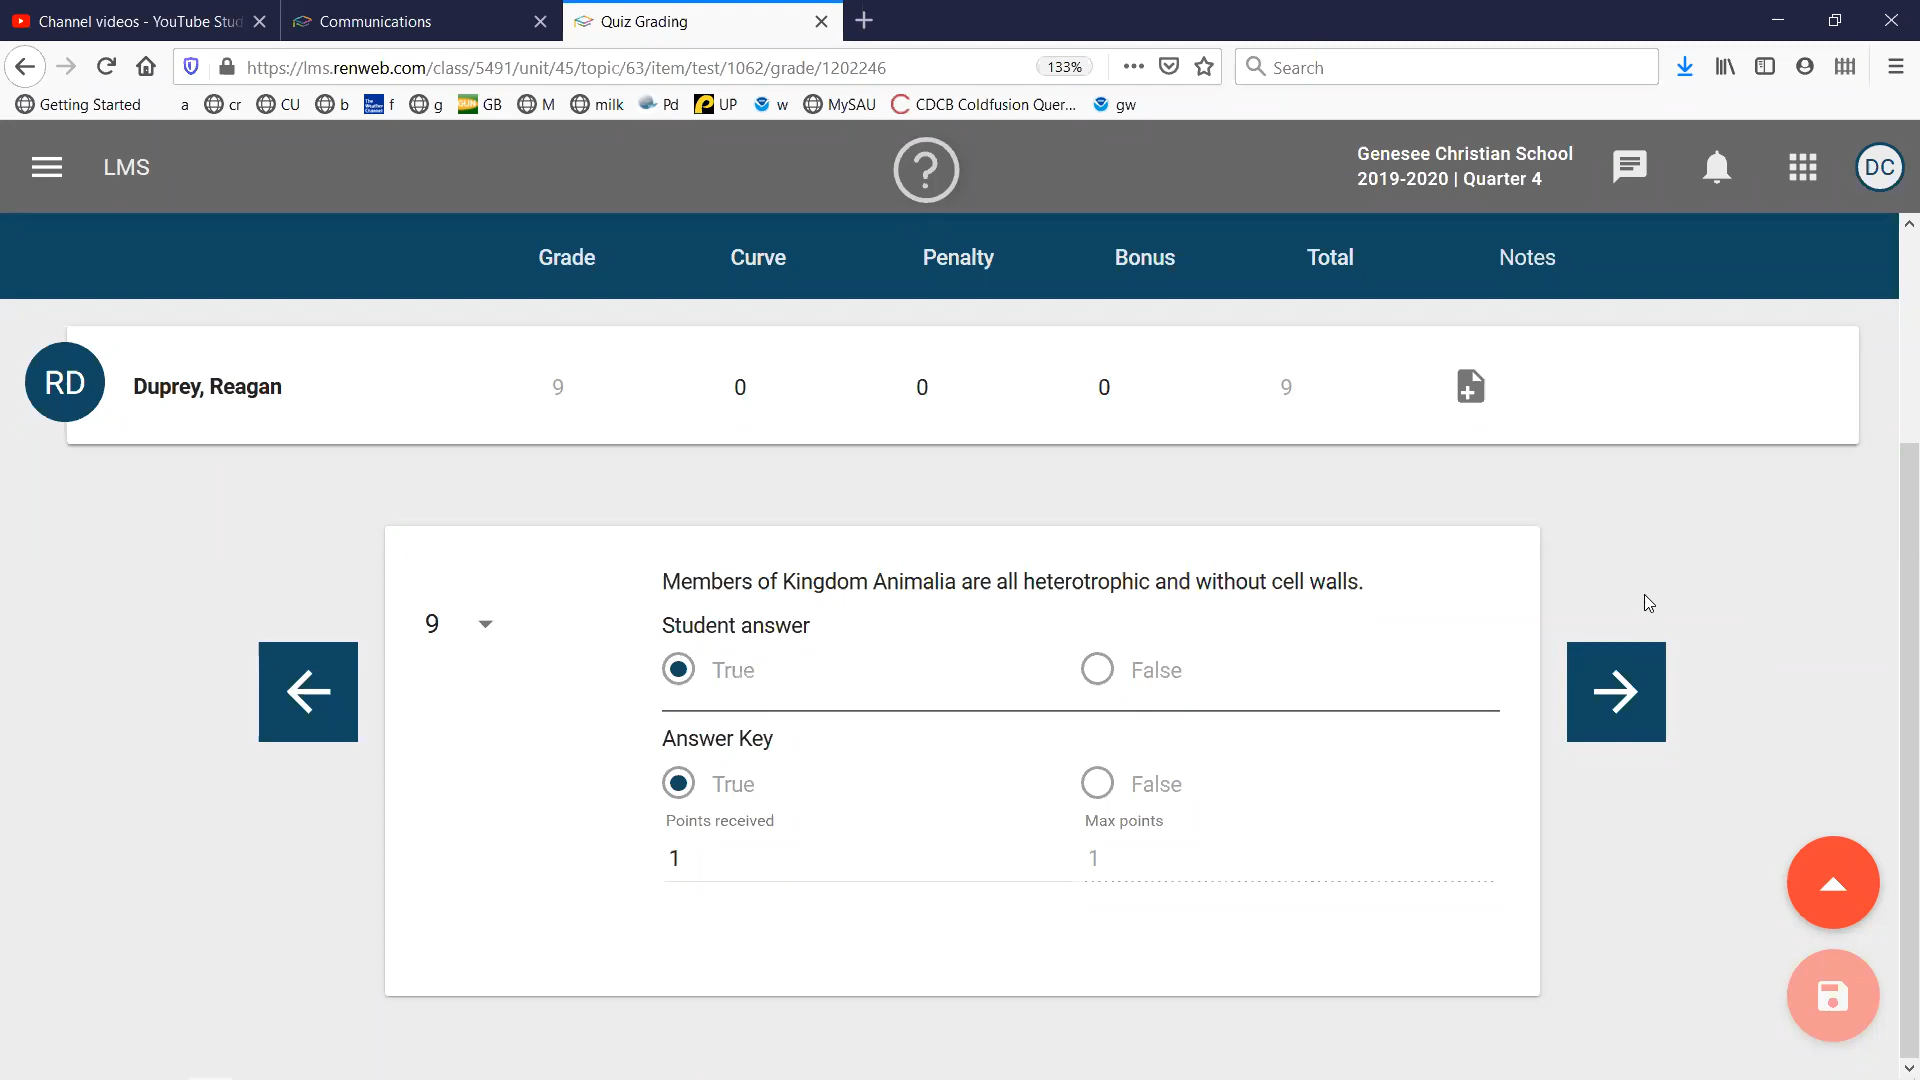 Channel videos - YouTube Stud
Communications
Quiz Grading
https://lms.renweb.com/class/5491/unit/45/topic/63/item/test/1062/grade/1202246
133%
Search
Getting Started
a
cr
CU
b
f
g
GB
M
milk
Pd
UP
w
MySAU
CDCB Coldfusion Quer...
gw
LMS
?
Genesee Christian School
2019-2020 | Quarter 4
DC
Grade Curve Penalty Bonus Total Notes
RD
Duprey, Reagan 9 0 0 0 9
Members of Kingdom Animalia are all heterotrophic and without cell walls.
9
Student answer
True False
Answer Key
True False
Points received Max points
1 1